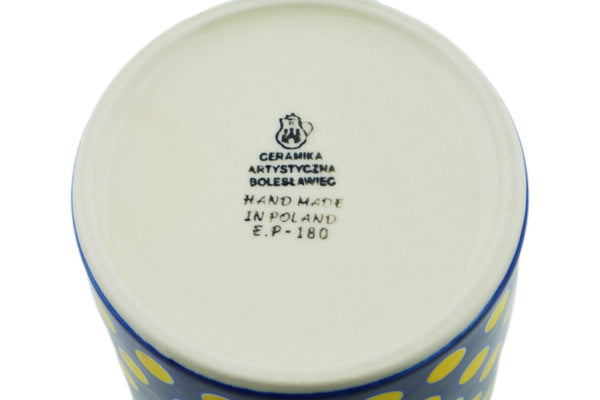 CERAMIKA
ARTYSTYCZNA
BOLESŁAWIEC
HAND MADE
IN POLAND
E.P-180